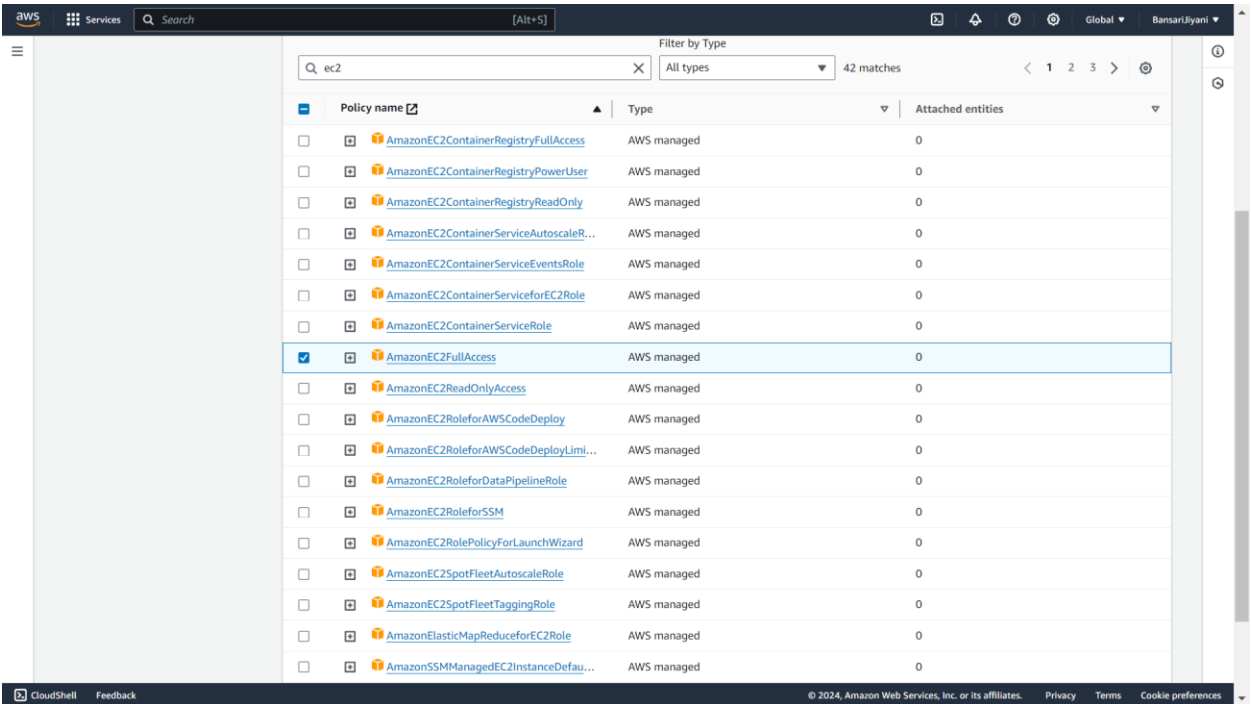 aws Services Search [Alt+S] Global BansariJiyani
Filter by Type
ec2 All types 42 matches 1 2 3
Policy name Type Attached entities
AmazonEC2ContainerRegistryFullAccess AWS managed 0
AmazonEC2ContainerRegistryPowerUser AWS managed 0
AmazonEC2ContainerRegistryReadOnly AWS managed 0
AmazonEC2ContainerServiceAutoscaleR... AWS managed 0
AmazonEC2ContainerServiceEventsRole AWS managed 0
AmazonEC2ContainerServiceforEC2Role AWS managed 0
AmazonEC2ContainerServiceRole AWS managed 0
AmazonEC2FullAccess AWS managed 0
AmazonEC2ReadOnlyAccess AWS managed 0
AmazonEC2RoleforAWSCodeDeploy AWS managed 0
AmazonEC2RoleforAWSCodeDeployLimi... AWS managed 0
AmazonEC2RoleforDataPipelineRole AWS managed 0
AmazonEC2RoleforSSM AWS managed 0
AmazonEC2RolePolicyForLaunchWizard AWS managed 0
AmazonEC2SpotFleetAutoscaleRole AWS managed 0
AmazonEC2SpotFleetTaggingRole AWS managed 0
AmazonElasticMapReduceforEC2Role AWS managed 0
AmazonSSMManagedEC2InstanceDefau... AWS managed 0
CloudShell Feedback © 2024, Amazon Web Services, Inc. or its affiliates. Privacy Terms Cookie preferences